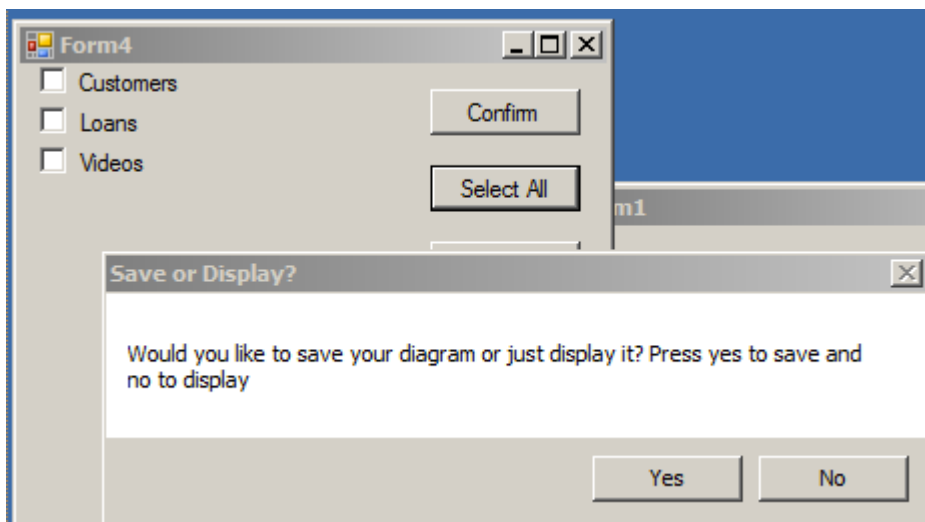 Form4
Customers
Confirm
Loans
Videos
Select All
m1
Save or Display?
Would you like to save your diagram or just display it? Press yes to save and
no to display
Yes
No